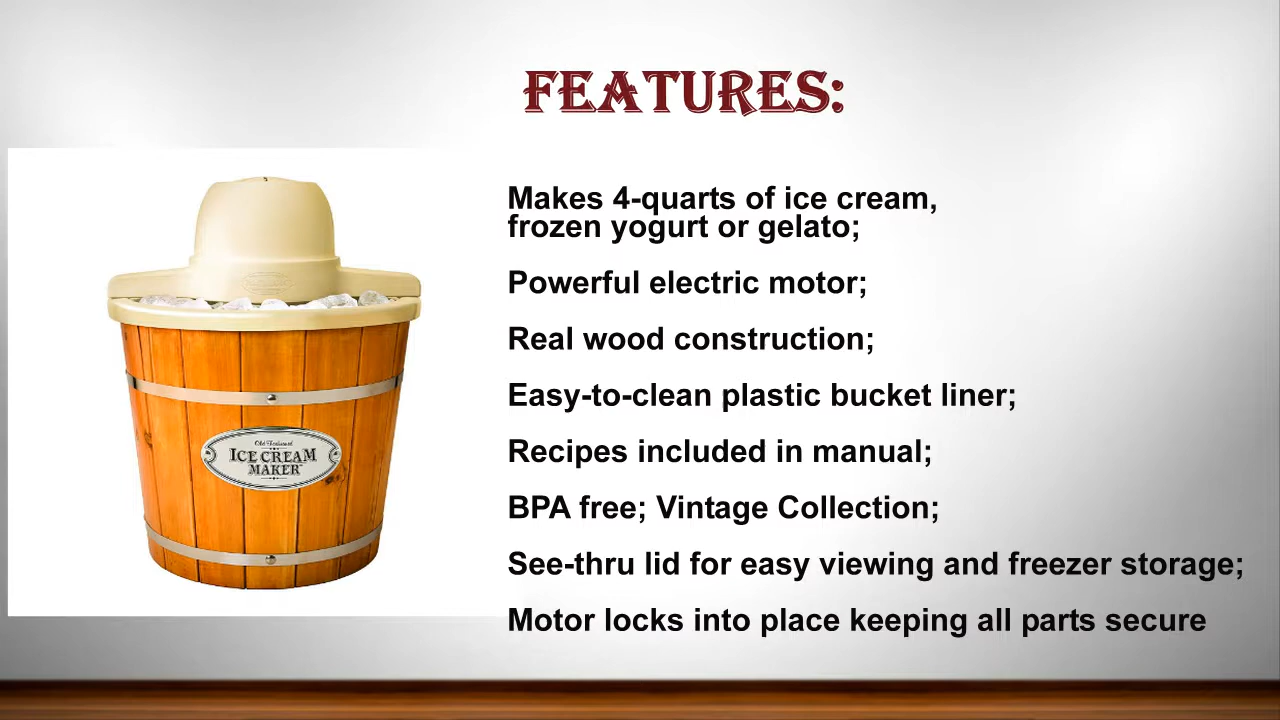 FEATURES:
Makes 4-quarts of ice cream,
frozen yogurt or gelato;
Powerful electric motor;
Real wood construction;
Easy-to-clean plastic bucket liner;
Recipes included in manual;
BPA free; Vintage Collection;
See-thru lid for easy viewing and freezer storage;
Motor locks into place keeping all parts secure
Old Fashioned
ICE CREAM
MAKER